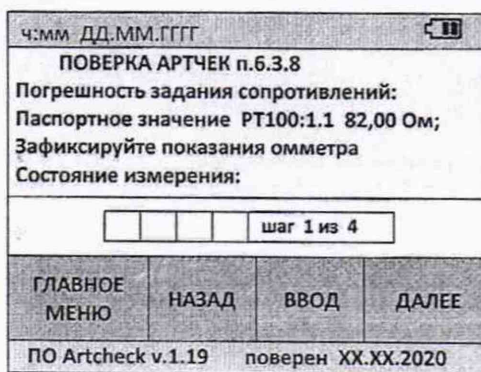 ч:мм ДД.ММ.ГГГГ
ПОВЕРКА АРТЧЕК п.6.3.8
Погрешность задания сопротивлений:
Паспортное значение РТ100:1.1 82,00 Ом;
Зафиксируйте показания омметра
Состояние измерения:
шаг 1 из 4
ГЛАВНОЕ МЕНЮ НАЗАД ВВОД ДАЛЕЕ
ПО Artcheck v.1.19 поверен ХХ.ХХ.2020